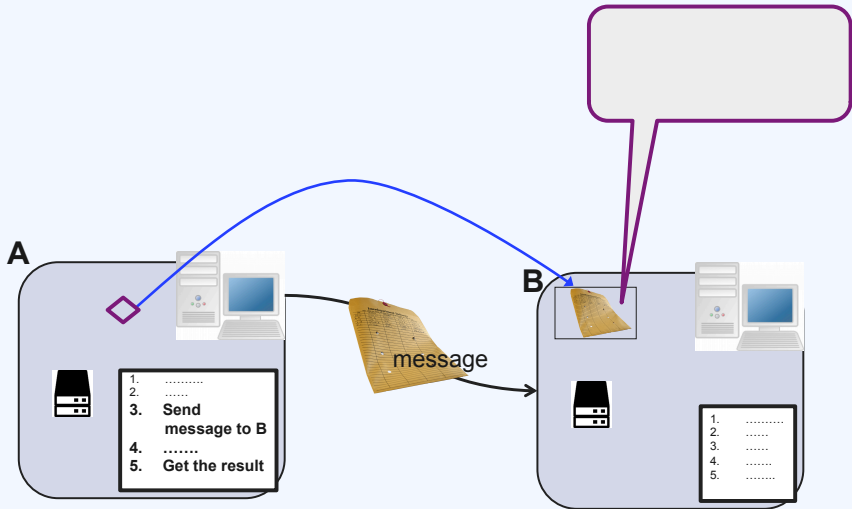 A
B
message
1. ..........
2. ......
3. Send
message to B
4. .......
5. Get the result
1. ..........
2. ......
3. ......
4. .......
5. ........